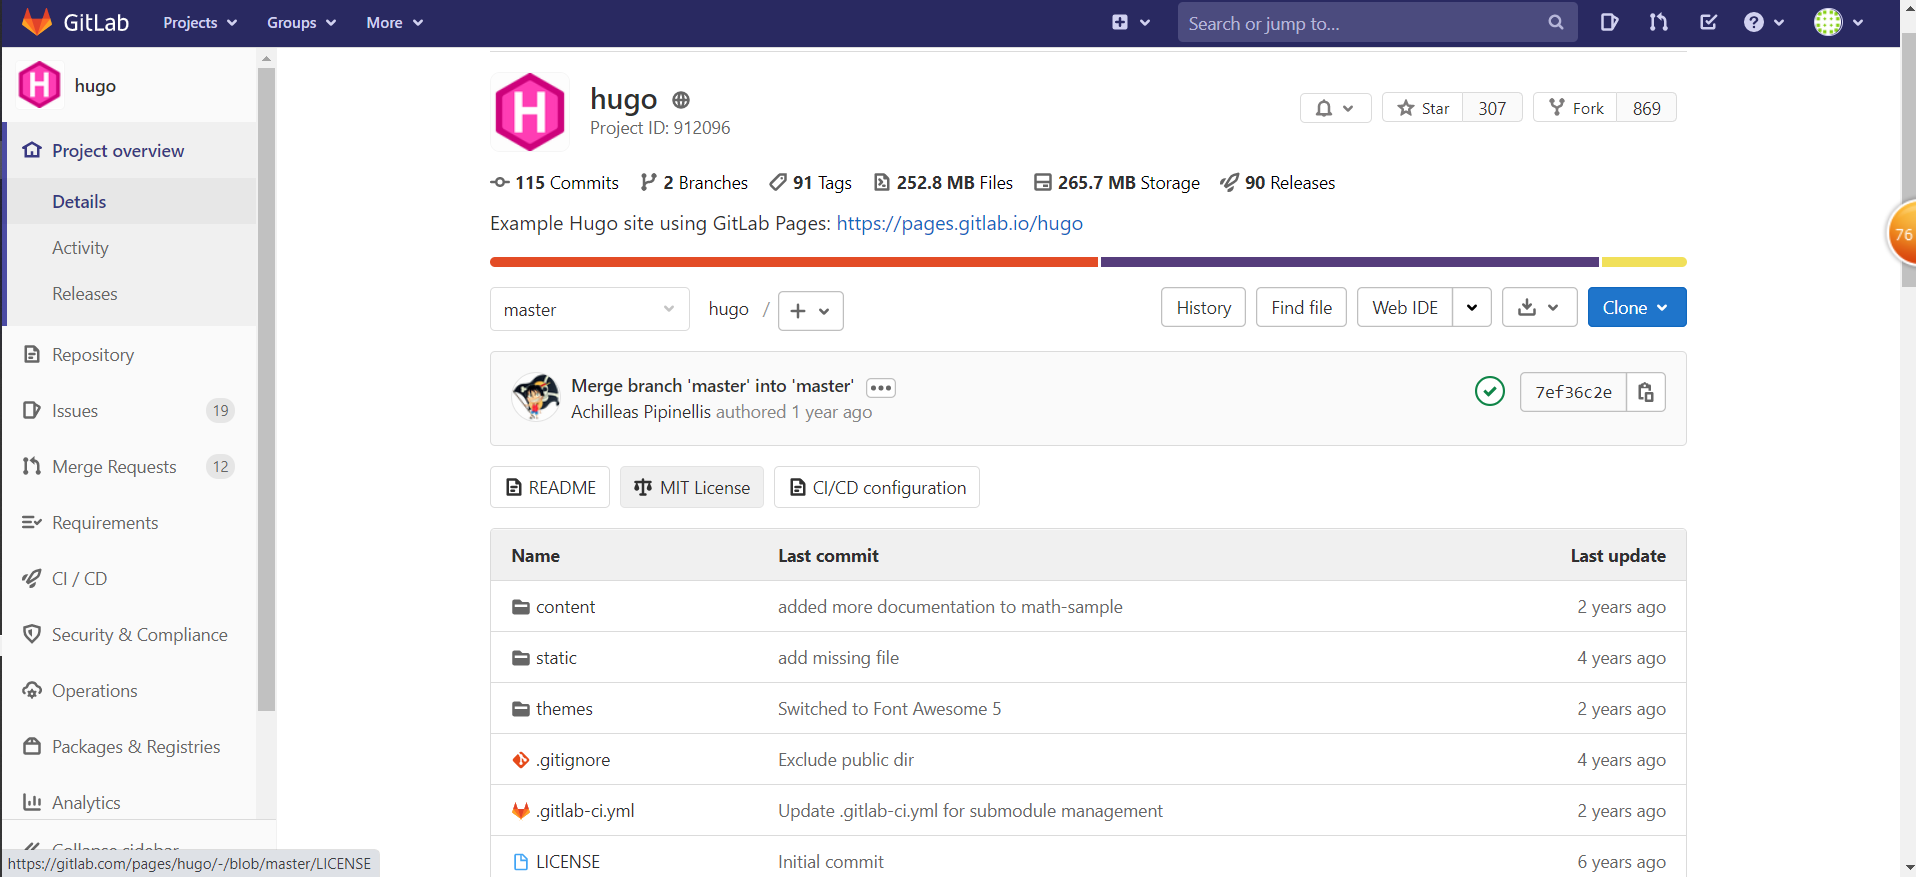 GitLab Projects Groups More Search or jump to...
hugo
Project overview
Details
Activity
Releases
Repository
Issues 19
Merge Requests 12
Requirements
CI / CD
Security & Compliance
Operations
Packages & Registries
Analytics
Collapse sidebar
https://gitlab.com/pages/hugo/-/blob/master/LICENSE
H hugo
Project ID: 912096
Star 307 Fork 869
115 Commits 2 Branches 91 Tags 252.8 MB Files 265.7 MB Storage 90 Releases
Example Hugo site using GitLab Pages: https://pages.gitlab.io/hugo
76
master hugo / + History Find file Web IDE Clone
Merge branch 'master' into 'master'
Achilleas Pipinellis authored 1 year ago
7ef36c2e
README MIT License CI/CD configuration
Name Last commit Last update
content added more documentation to math-sample 2 years ago
static add missing file 4 years ago
themes Switched to Font Awesome 5 2 years ago
.gitignore Exclude public dir 4 years ago
.gitlab-ci.yml Update .gitlab-ci.yml for submodule management 2 years ago
LICENSE Initial commit 6 years ago